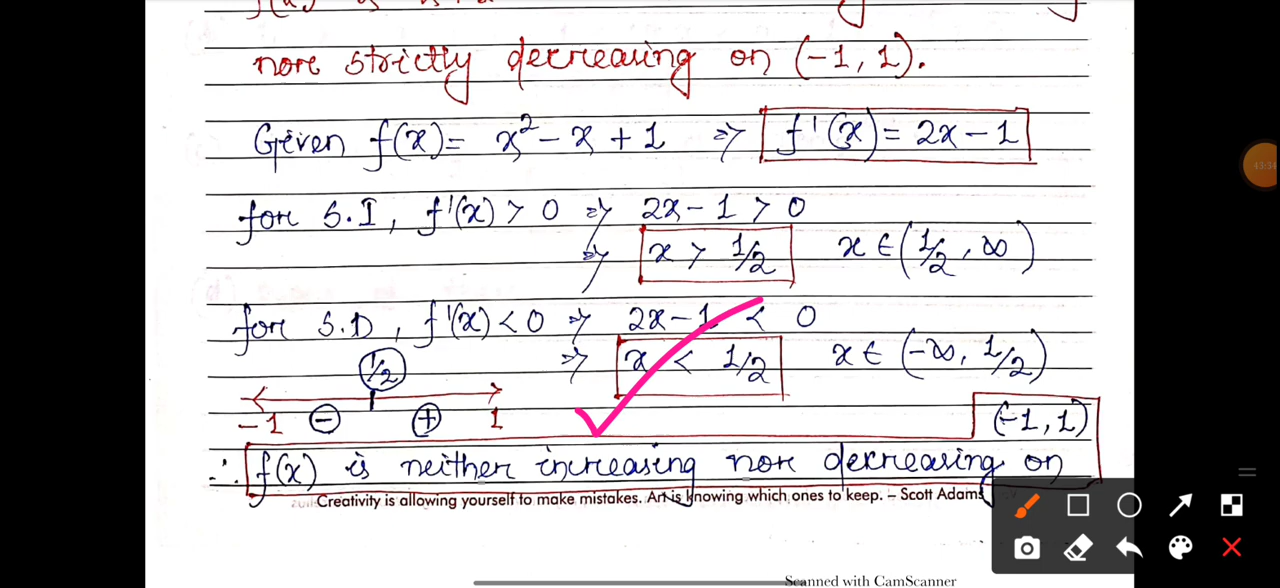 nore strictly decreasing on (-1, 1).
Given f(x) = x² - x + 1 ⇒ f'(x) = 2x - 1
fore S.I, f'(x) > 0 ⇒ 2x - 1 > 0
⇒ x > 1/2 x ∈ (1/2, ∞)
fore S.D, f'(x) < 0 ⇒ 2x - 1 < 0
⇒ x < 1/2 x ∈ (-∞, 1/2)
1/2
-1 ⊖ ⊕ 1
(-1, 1)
∴ f(x) is neither increasing nore decreasing on
Creativity is allowing yourself to make mistakes. Art is knowing which ones to keep. – Scott Adams
Scanned with CamScanner